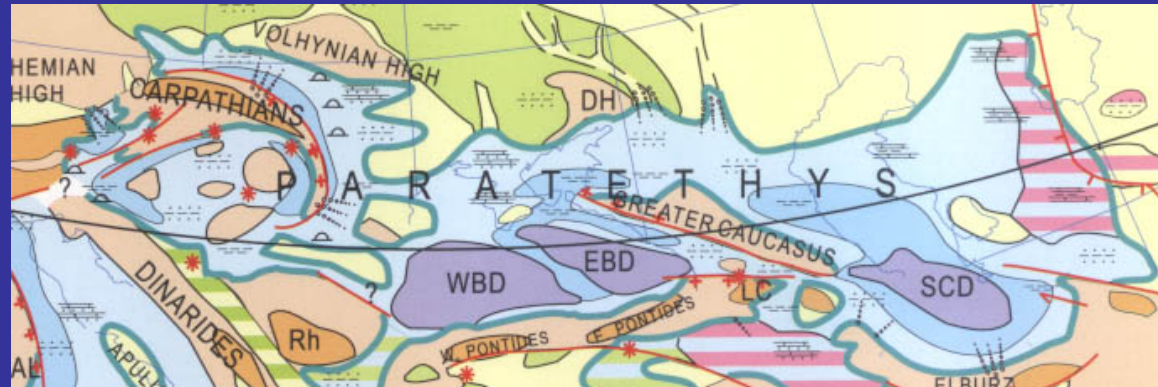 VOLHYNIAN HIGH
HEMIAN
HIGH
CARPATHIANS
DH
?
PARATETHYS
GREATER CAUCASUS
DINARIDES
?
WBD
EBD
LC
SCD
Rh
W. PONTIDES
E. PONTIDES
APUL
AL
ELBURZ